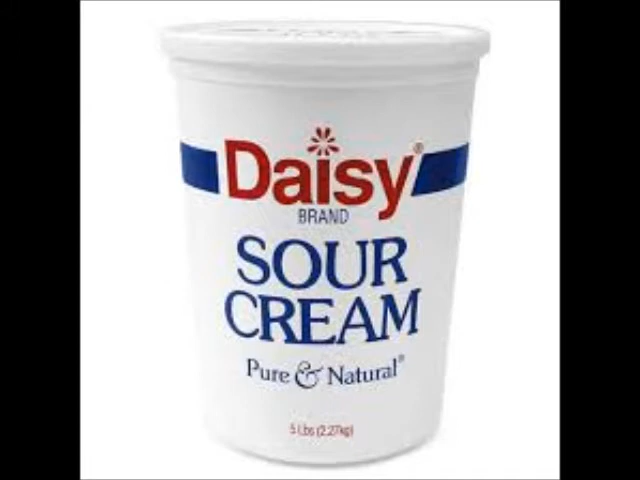 Daisy®
BRAND
SOUR
CREAM
Pure & Natural®
5 Lbs (2.27kg)